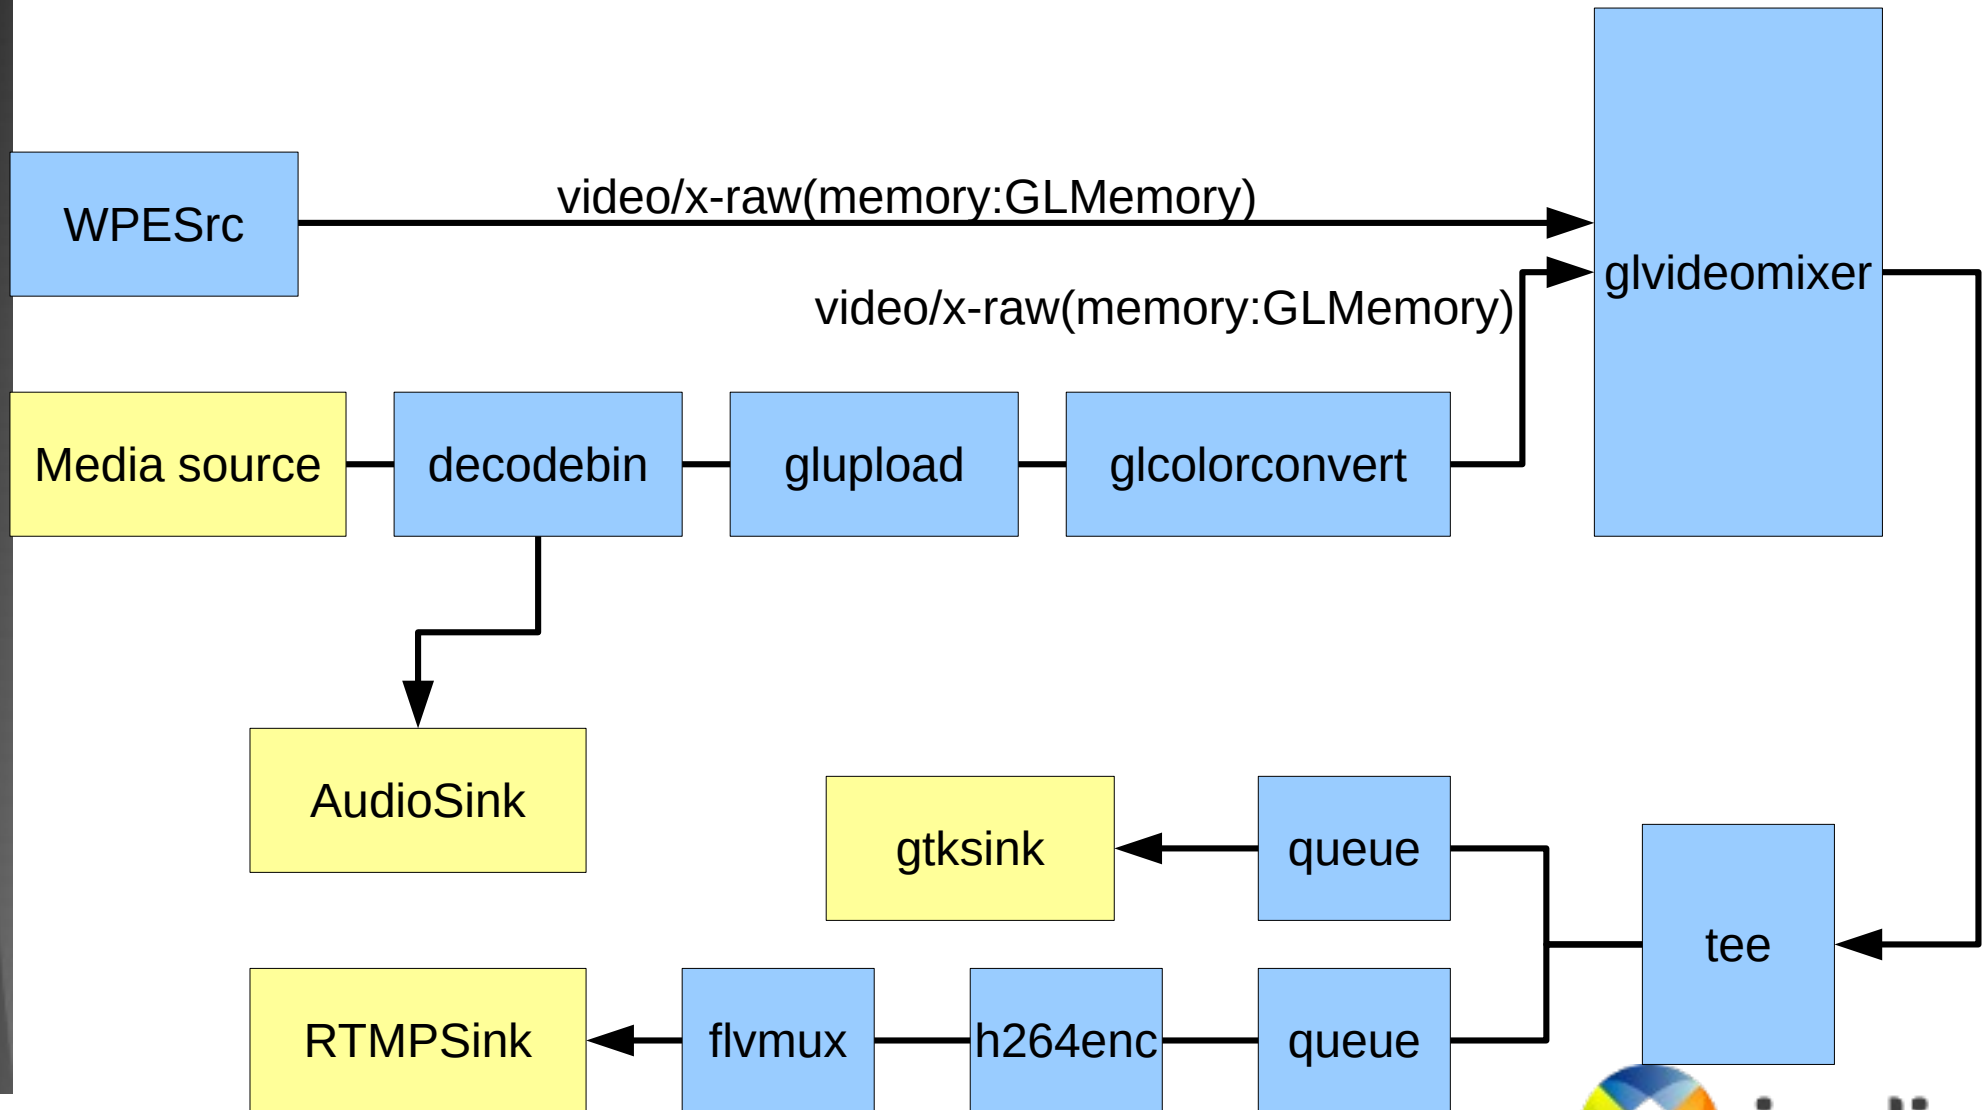 video/x-raw(memory:GLMemory)
WPESrc
glvideomixer
video/x-raw(memory:GLMemory)
Media source
decodebin
glupload
glcolorconvert
AudioSink
gtksink
queue
tee
RTMPSink
flvmux
h264enc
queue